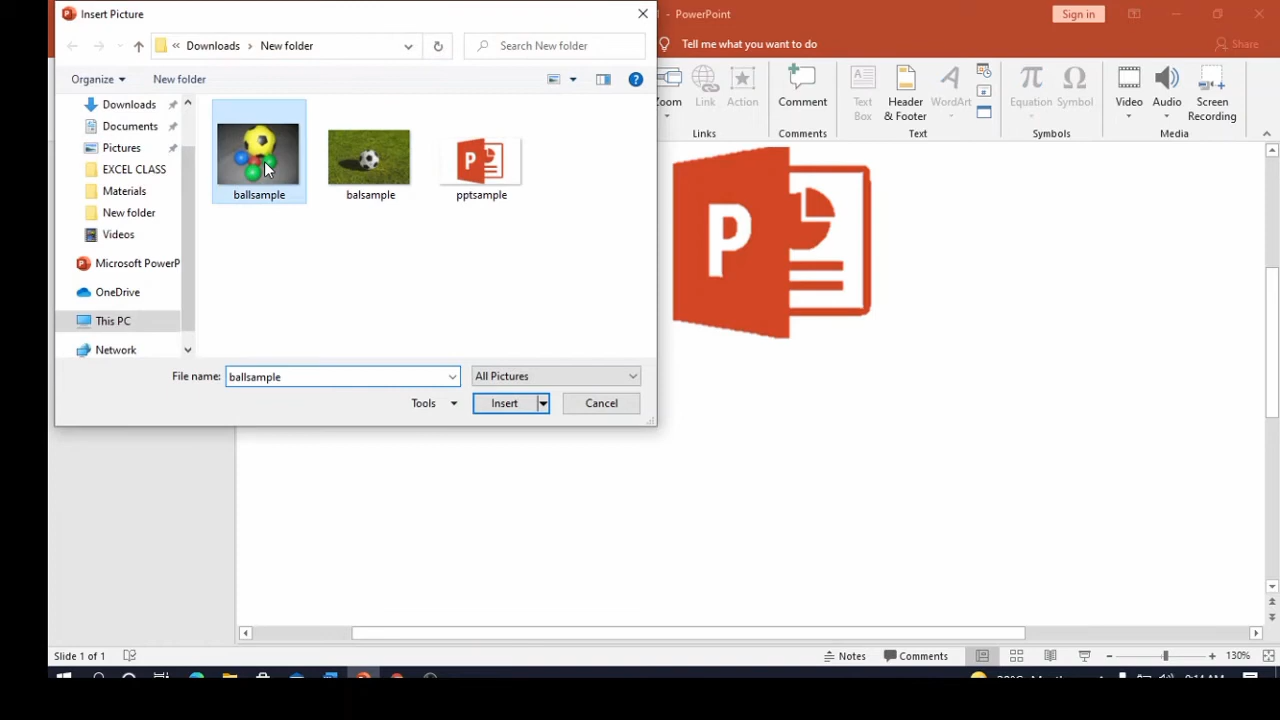 Insert Picture
- PowerPoint
Sign in
« Downloads > New folder
Search New folder
Tell me what you want to do
Share
Organize
New folder
Zoom
Link
Action
Comment
Text Box
Header & Footer
WordArt
Equation
Symbol
Video
Audio
Screen Recording
Links
Comments
Text
Symbols
Media
Downloads
Documents
Pictures
EXCEL CLASS
Materials
New folder
Videos
Microsoft PowerP
OneDrive
This PC
Network
ballsample
balsample
pptsample
P
File name:
ballsample
All Pictures
Tools
Insert
Cancel
Slide 1 of 1
Notes
Comments
130%